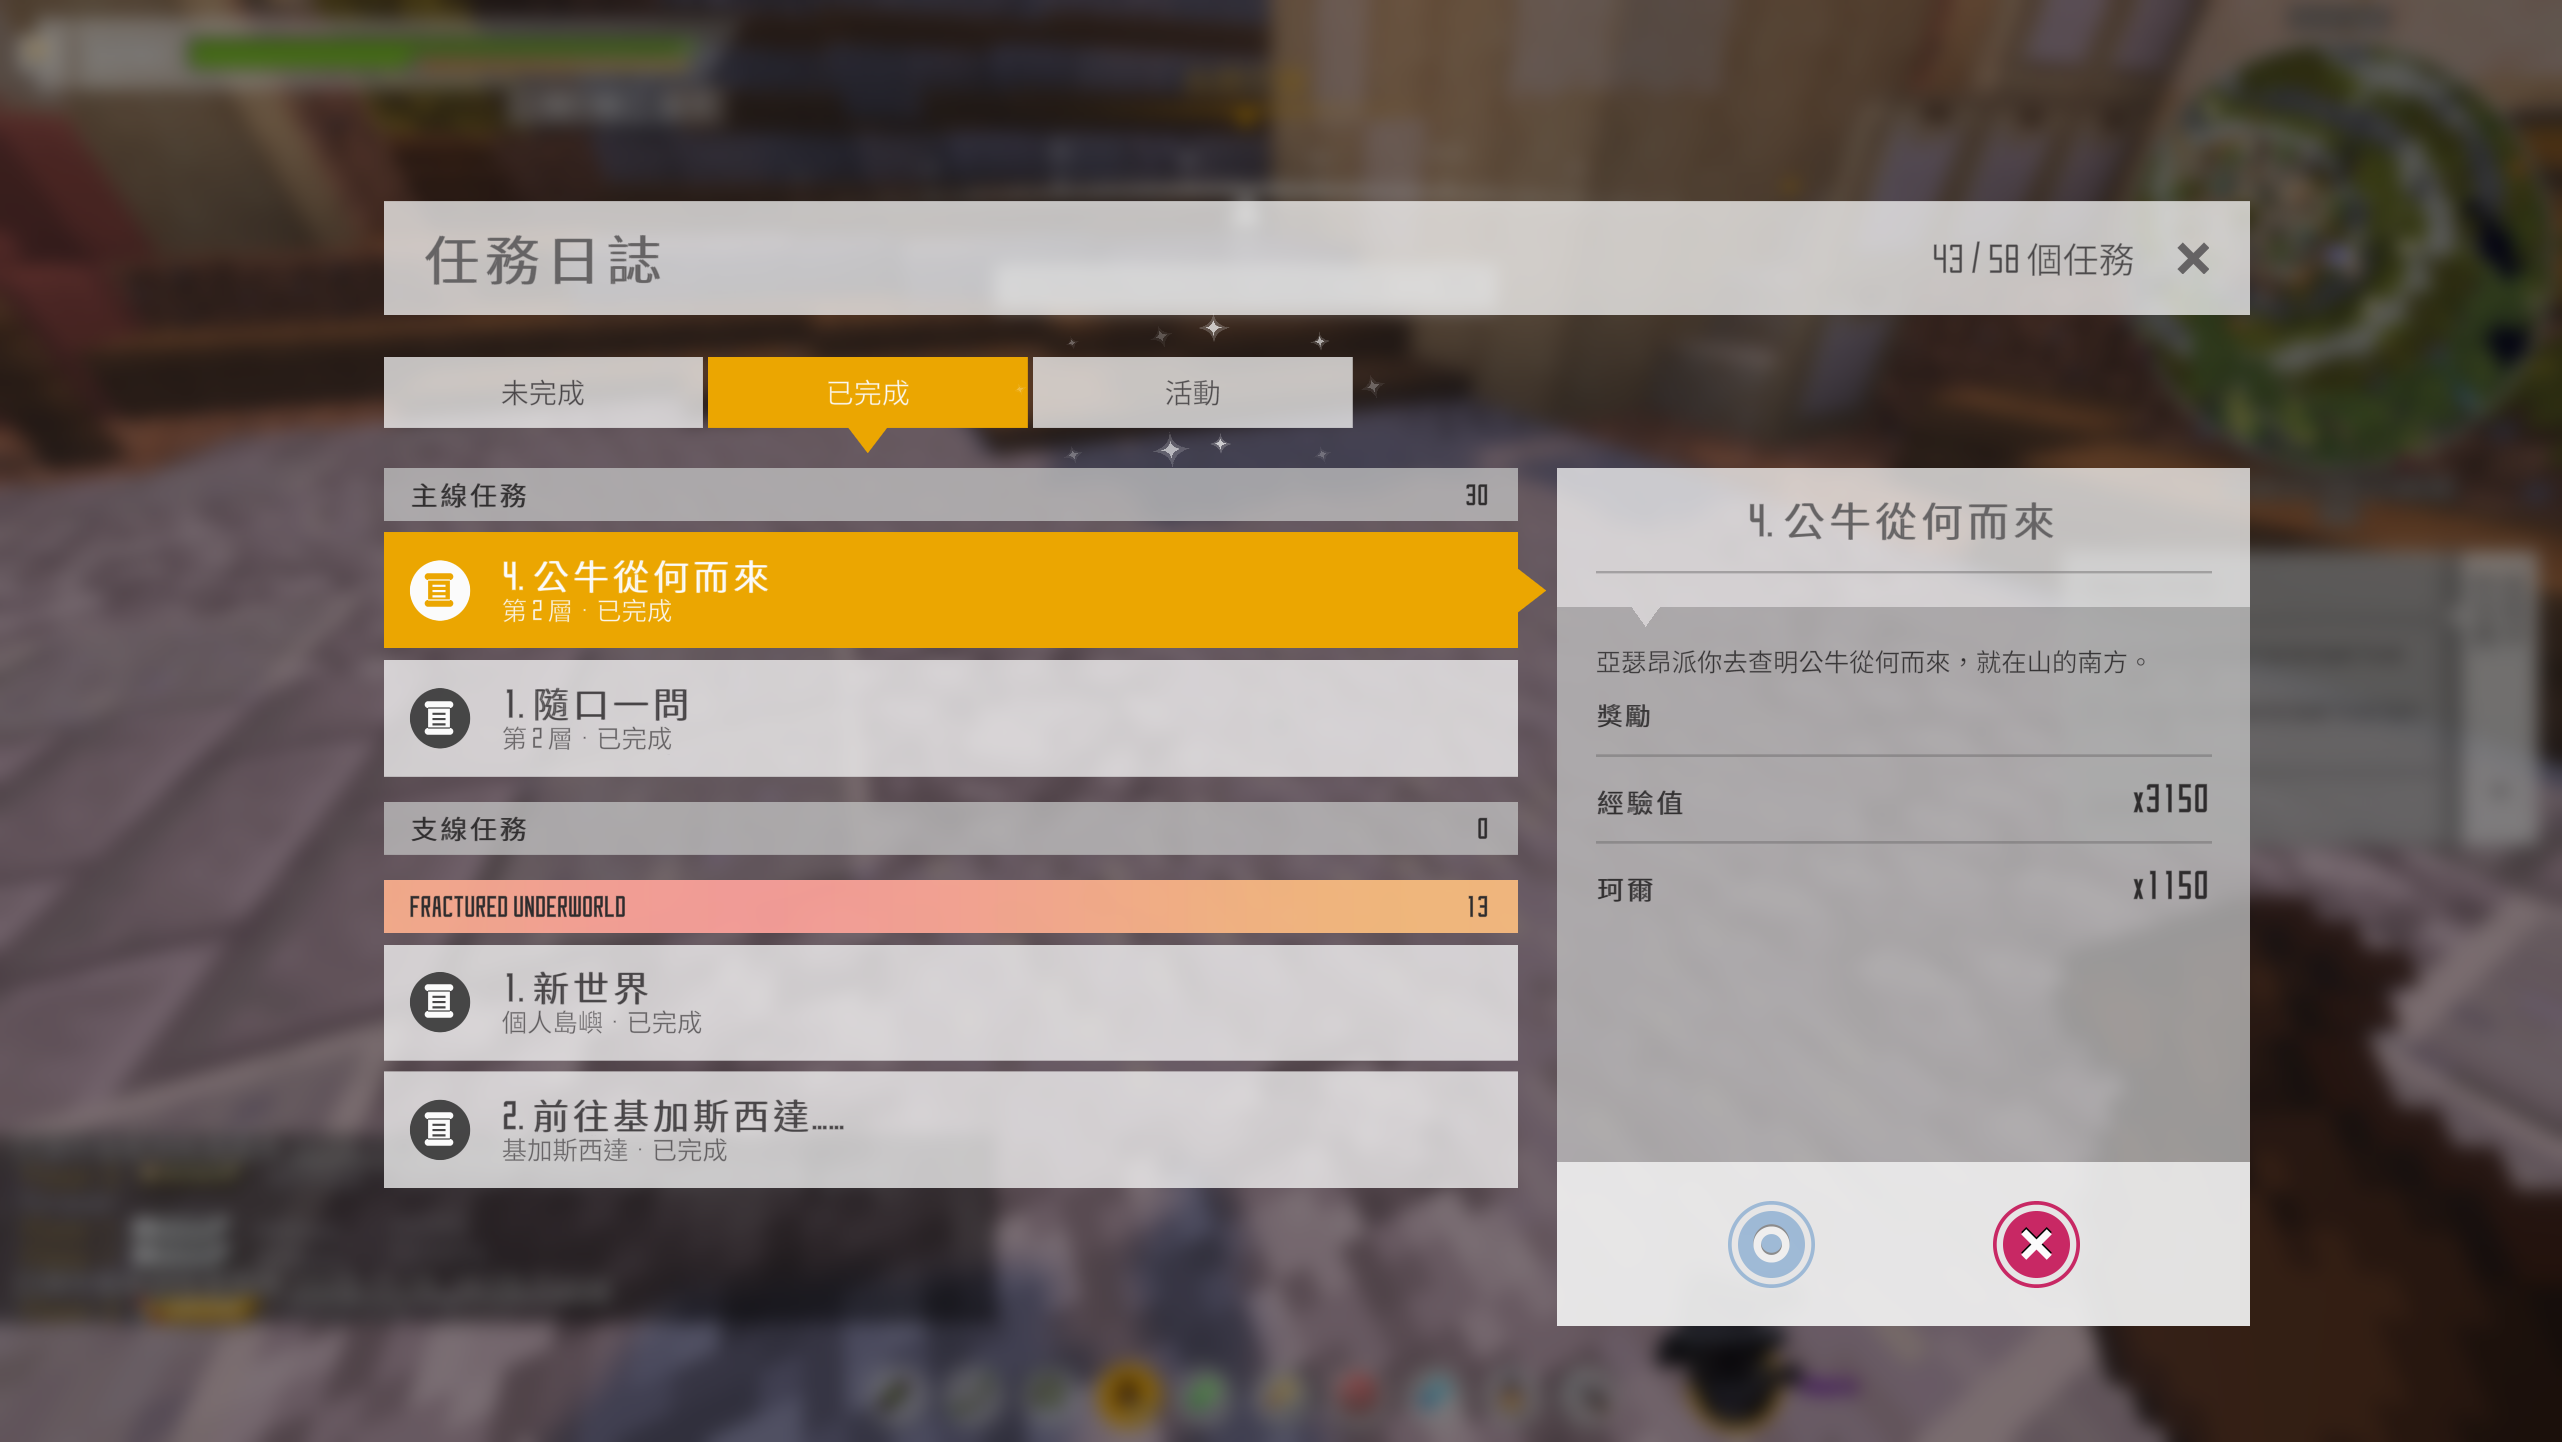 任務日誌
43 / 58 個任務
未完成
已完成
活動
主線任務
30
4. 公牛從何而來
第 2 層 · 已完成
1. 隨口一問
第 2 層 · 已完成
支線任務
0
FRACTURED UNDERWORLD
13
1. 新世界
個人島嶼 · 已完成
2. 前往基加斯西達......
基加斯西達 · 已完成
4. 公牛從何而來
亞瑟昂派你去查明公牛從何而來，就在山的南方。
獎勵
經驗值
x3150
珂爾
x1150